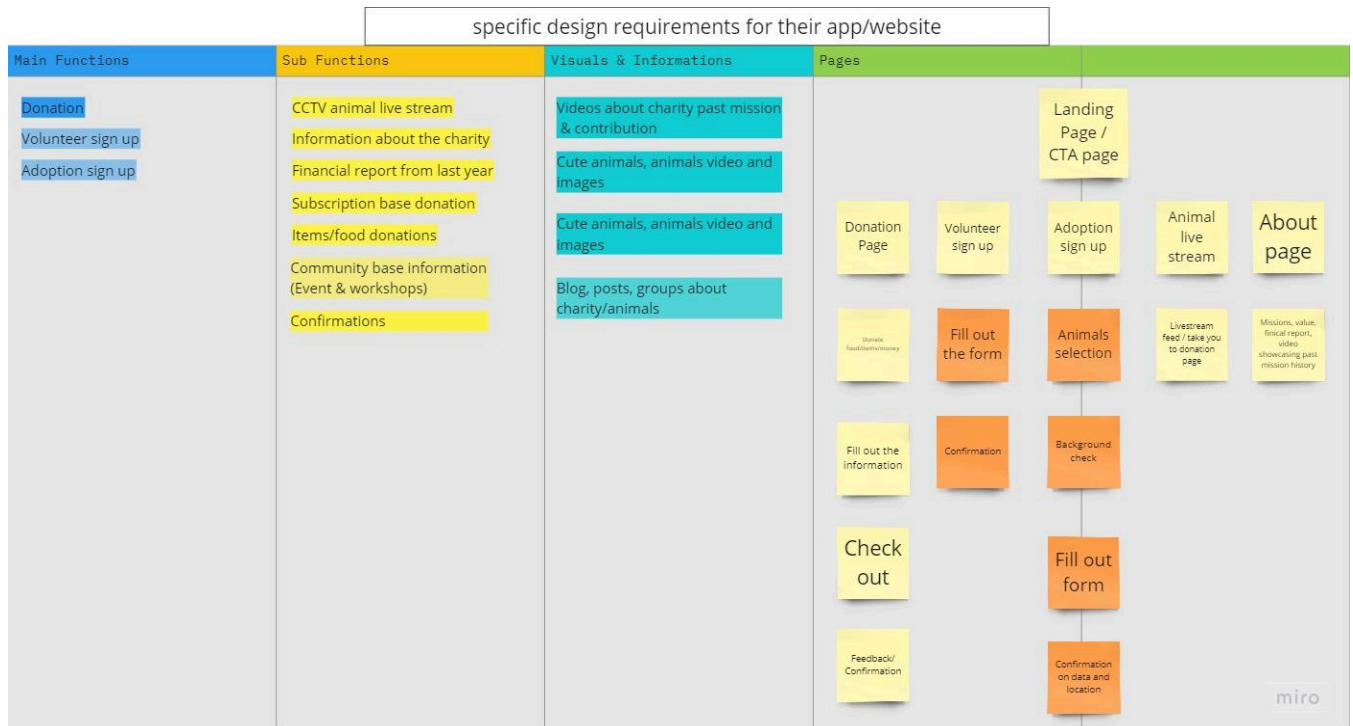 specific design requirements for their app/website
Main Functions
Sub Functions
Visuals & Informations
Pages
Donation
Volunteer sign up
Adoption sign up
CCTV animal live stream
Information about the charity
Financial report from last year
Subscription base donation
Items/food donations
Community base information
(Event & workshops)
Confirmations
Videos about charity past mission
& contribution
Cute animals, animals video and
images
Cute animals, animals video and
images
Blog, posts, groups about
charity/animals
Landing
Page /
CTA page
Donation
Page
Volunteer
sign up
Adoption
sign up
Animal
live
stream
About
page
Donate
food/items/money
Fill out
the form
Animals
selection
Livestream
feed / take you
to donation
page
Missions, value,
finical report,
video
showcasing past
mission history
Fill out the
information
Confirmation
Background
check
Check
out
Fill out
form
Feedback/
Confirmation
Confirmation
on data and
location
miro